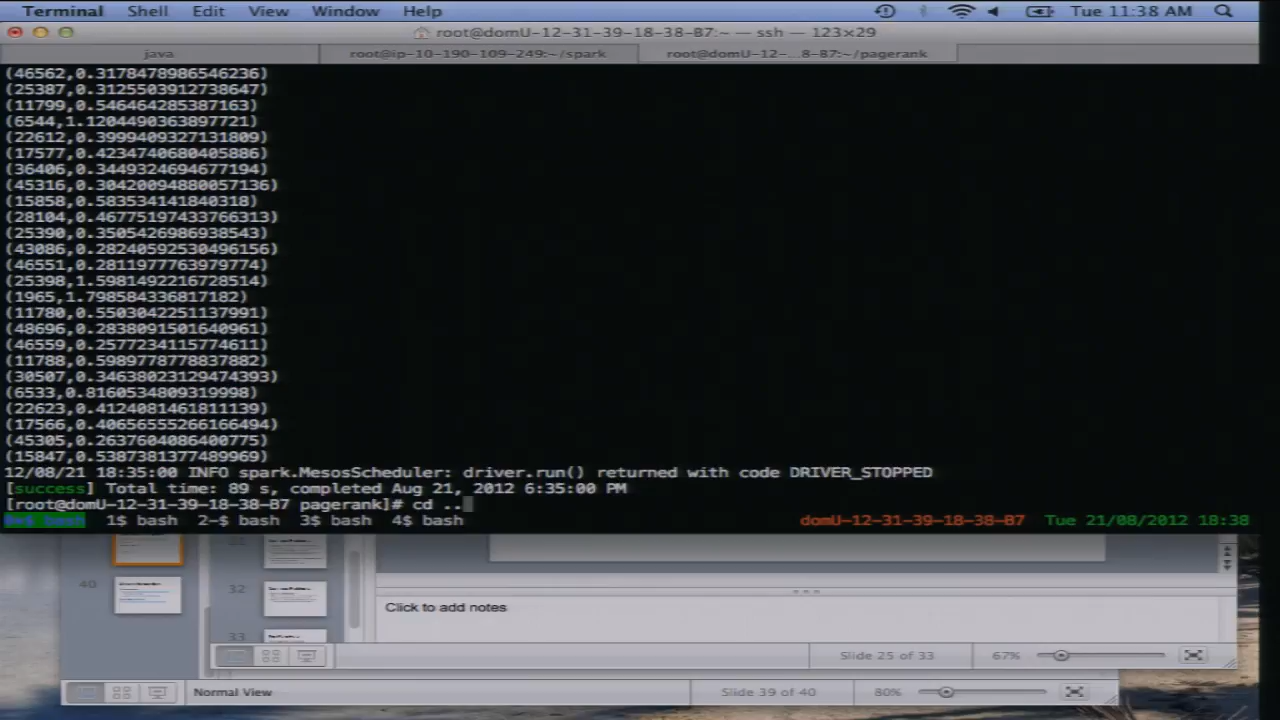 Terminal Shell Edit View Window Help Tue 11:38 AM
root@domU-12-31-39-18-38-B7:~ — ssh — 123×29
java root@ip-10-190-109-249:~/spark root@domU-12-...8-B7:~/pagerank
(46562,0.3178478986546236)
(25387,0.3125503912738647)
(11799,0.546464285387163)
(6544,1.1204490363897721)
(22612,0.3999409327131809)
(17577,0.4234740680405886)
(36406,0.3449324694677194)
(45316,0.30420094880057136)
(15858,0.583534141840318)
(28104,0.467751974337663​13)
(25390,0.3505426986938543)
(43086,0.28240592530496156)
(46551,0.2811977763979774)
(25398,1.5981492216728514)
(1965,1.798584336817182)
(11780,0.5503042251137991)
(48696,0.2838091501640961)
(46559,0.2577234115774611)
(11788,0.5989778778837882)
(30507,0.34638023129474393)
(6533,0.8160534809319998)
(22623,0.4124081461811139)
(17566,0.40656555266166494)
(45305,0.2637604086400775)
(15847,0.5387381377489969)
12/08/21 18:35:00 INFO spark.MesosScheduler: driver.run() returned with code DRIVER_STOPPED
[success] Total time: 89 s, completed Aug 21, 2012 6:35:00 PM
[root@domU-12-31-39-18-38-B7 pagerank]# cd ..
0*$ bash 1$ bash 2-$ bash 3$ bash 4$ bash domU-12-31-39-18-38-B7 Tue 21/08/2012 18:38
40
32
Click to add notes
33
Slide 25 of 33 67%
Normal View Slide 39 of 40 80%